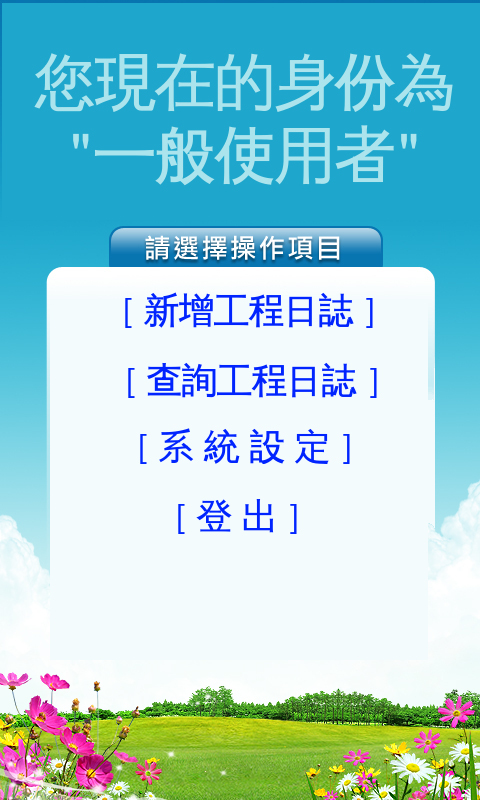 您現在的身份為
"一般使用者"
請選擇操作項目
[ 新增工程日誌 ]
[ 查詢工程日誌 ]
[ 系 統 設 定 ]
[ 登 出 ]